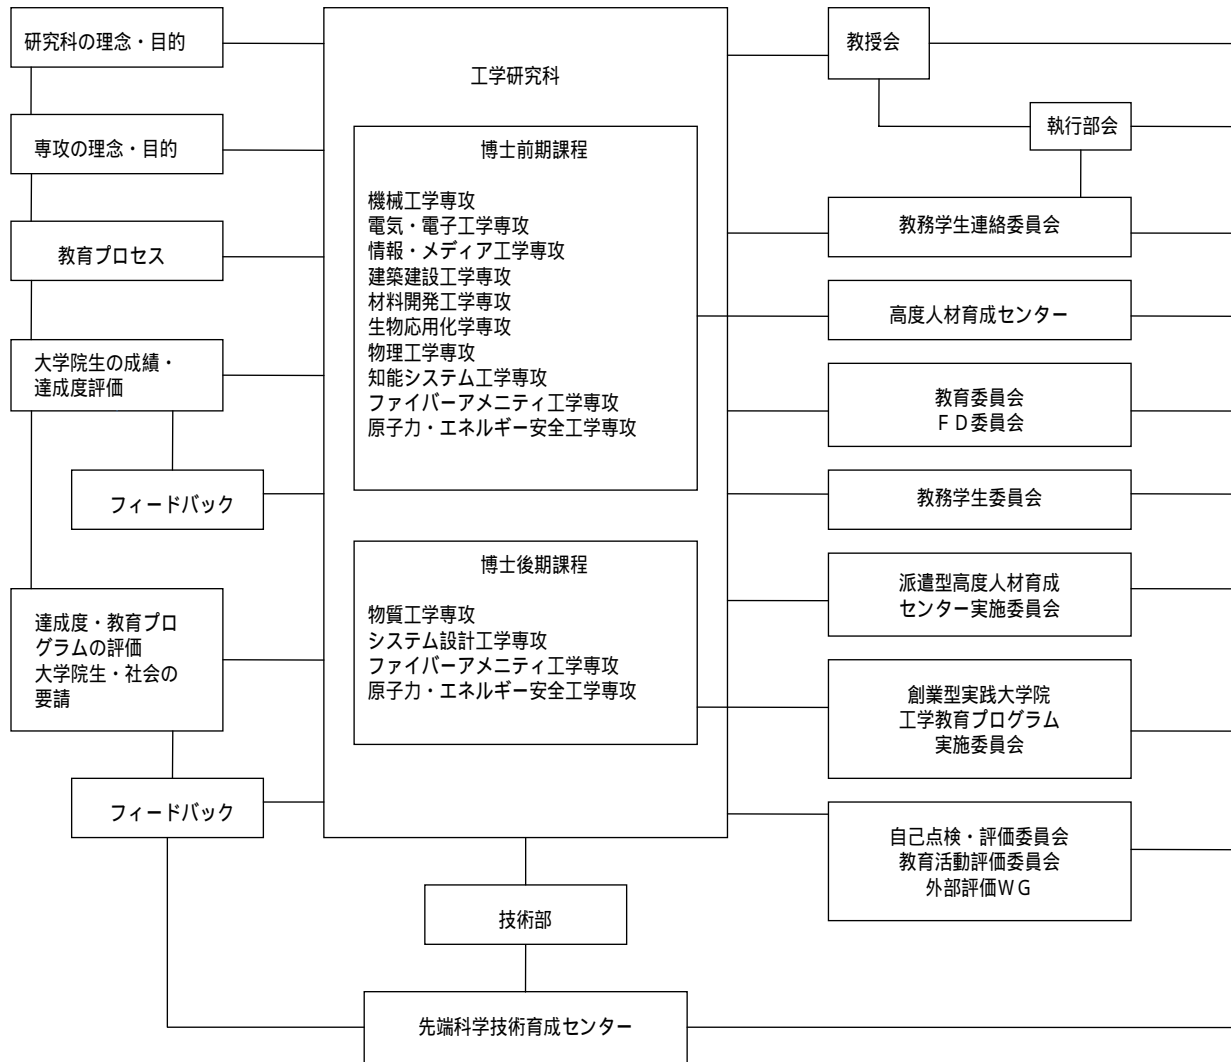 研究科の理念・目的
専攻の理念・目的
教育プロセス
大学院生の成績・
達成度評価
フィードバック
達成度・教育プロ
グラムの評価
大学院生・社会の
要請
フィードバック
工学研究科
博士前期課程
機械工学専攻
電気・電子工学専攻
情報・メディア工学専攻
建築建設工学専攻
材料開発工学専攻
生物応用化学専攻
物理工学専攻
知能システム工学専攻
ファイバーアメニティ工学専攻
原子力・エネルギー安全工学専攻
博士後期課程
物質工学専攻
システム設計工学専攻
ファイバーアメニティ工学専攻
原子力・エネルギー安全工学専攻
技術部
先端科学技術育成センター
教授会
執行部会
教務学生連絡委員会
高度人材育成センター
教育委員会
ＦＤ委員会
教務学生委員会
派遣型高度人材育成
センター実施委員会
創業型実践大学院
工学教育プログラム
実施委員会
自己点検・評価委員会
教育活動評価委員会
外部評価ＷＧ